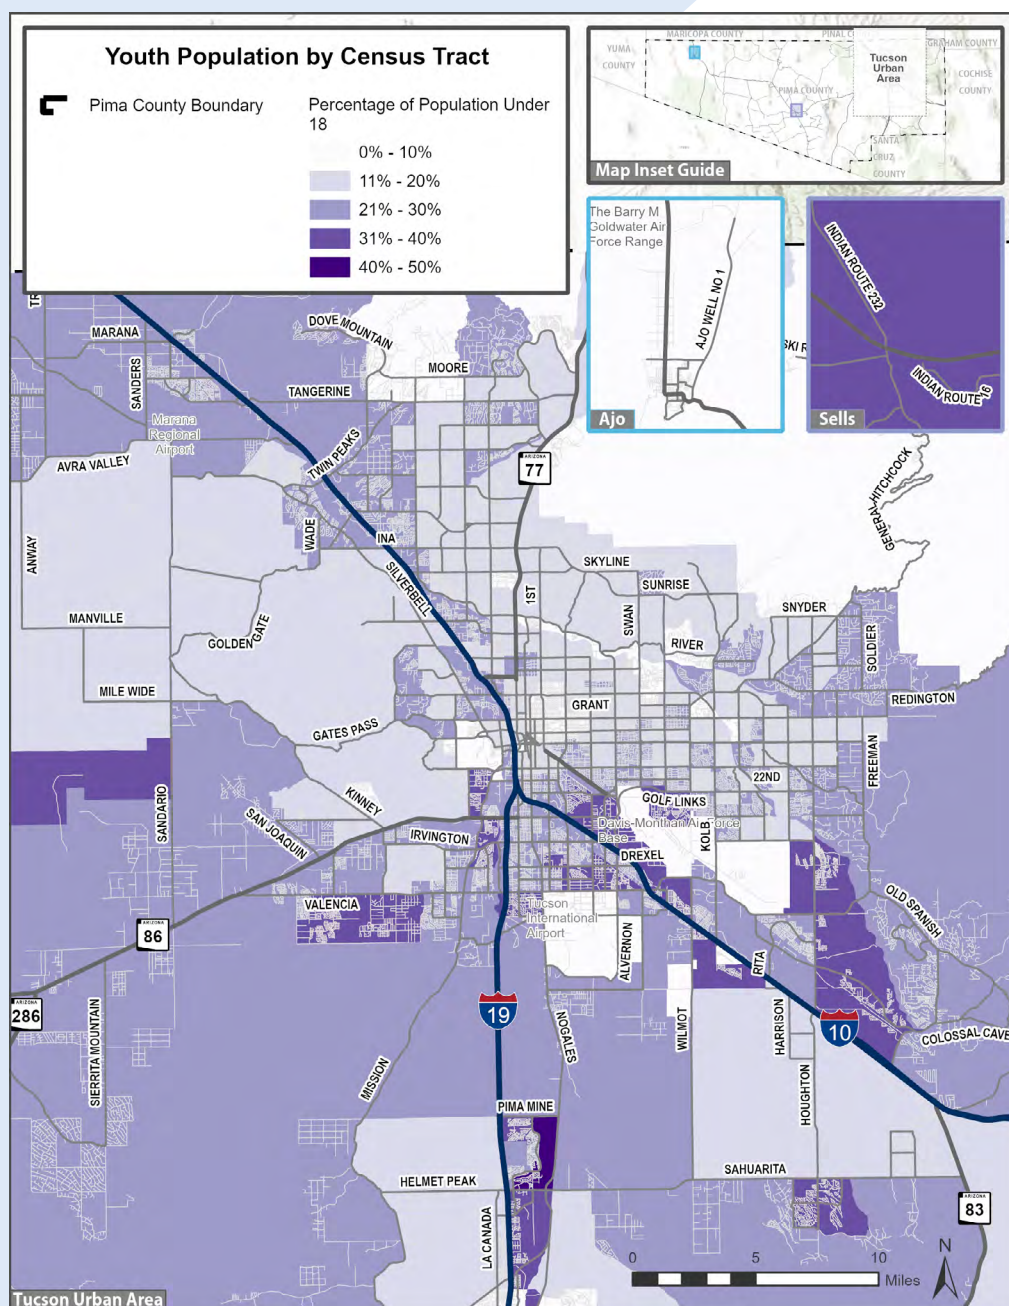 Youth Population by Census Tract
Pima County Boundary
Percentage of Population Under
18
0% - 10%
11% - 20%
21% - 30%
31% - 40%
40% - 50%
YUMA
COUNTY
MARICOPA COUNTY
GRAHAM COUNTY
COCHISE
COUNTY
Tucson
Urban
Area
PIMA COUNTY
SANTA
CRUZ
COUNTY
Map Inset Guide
The Barry M
Goldwater Air
Force Range
AJO WELL NO 1
Ajo
INDIAN ROUTE 232
INDIAN ROUTE 16
Sells
MARANA
SANDERS
DOVE MOUNTAIN
MOORE
TANGERINE
Marana
Regional
Airport
AVRA VALLEY
TWIN PEAKS
ARIZONA
77
GENERAL HITCHCOCK
ANWAY
WADE
INA
SILVERBELL
SKYLINE
SUNRISE
1ST
SWAN
SNYDER
MANVILLE
GOLDEN GATE
RIVER
SOLDIER
MILE WIDE
REDINGTON
GRANT
GATES PASS
FREEMAN
22ND
KINNEY
SANDARIO
SAN JOAQUIN
GOLF LINKS
Davis-Monthan Air Force
Base
KOLB
IRVINGTON
DREXEL
VALENCIA
Tucson
International
Airport
OLD SPANISH
ARIZONA
86
ALVERNON
RITA
ARIZONA
286
SIERRITA MOUNTAIN
19
NOGALES
WILMOT
HARRISON
10
COLOSSAL CAVE
MISSION
HOUGHTON
PIMA MINE
HELMET PEAK
SAHUARITA
LA CANADA
ARIZONA
83
0
5
10
Miles
N
Tucson Urban Area